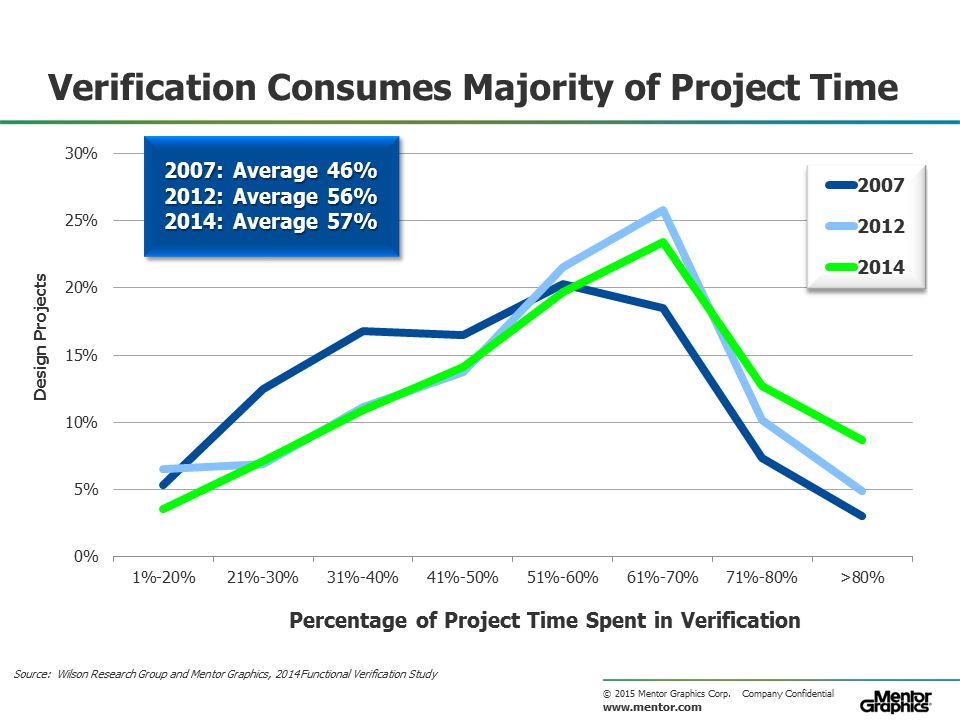 Verification Consumes Majority of Project Time
2007: Average 46%
2012: Average 56%
2014: Average 57%
2007
2012
2014
Design Projects
30%
25%
20%
15%
10%
5%
0%
1%-20% 21%-30% 31%-40% 41%-50% 51%-60% 61%-70% 71%-80% >80%
Percentage of Project Time Spent in Verification
Source: Wilson Research Group and Mentor Graphics, 2014Functional Verification Study
© 2015 Mentor Graphics Corp. Company Confidential
www.mentor.com
Mentor
Graphics®